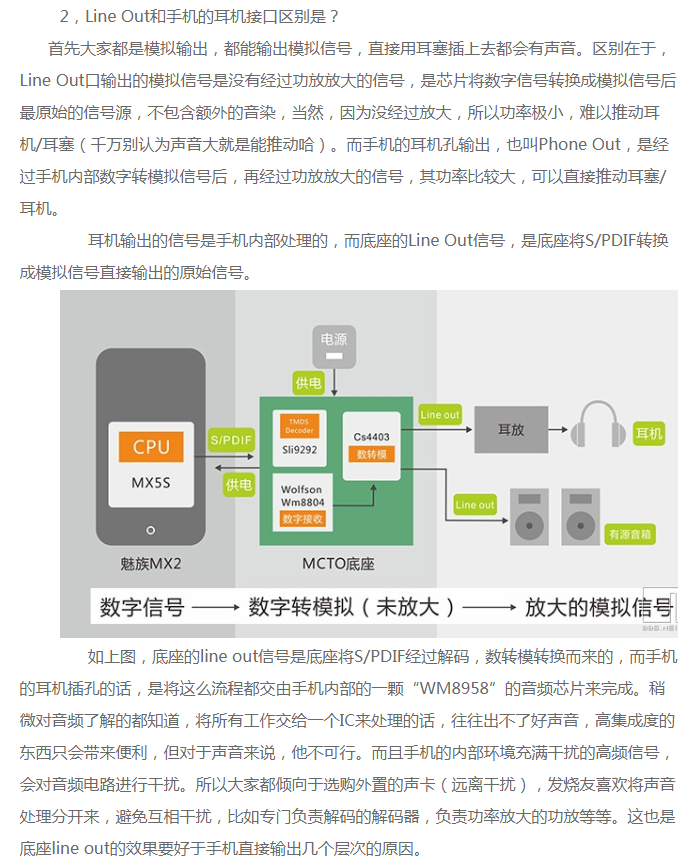 2，Line Out和手机的耳机接口区别是？
首先大家都是模拟输出，都能输出模拟信号，直接用耳塞插上去都会有声音。区别在于，
Line Out口输出的模拟信号是没有经过功放放大的信号，是芯片将数字信号转换成模拟信号后
最原始的信号源，不包含额外的音染，当然，因为没经过放大，所以功率极小，难以推动耳
机/耳塞（千万别认为声音大就是能推动哈）。而手机的耳机孔输出，也叫Phone Out，是经
过手机内部数字转模拟信号后，再经过功放放大的信号，其功率比较大，可以直接推动耳塞/
耳机。
耳机输出的信号是手机内部处理的，而底座的Line Out信号，是底座将S/PDIF转换
成模拟信号直接输出的原始信号。
电源
供电
CPU
MX5S
S/PDIF
供电
TMDS
Decoder
Sli9292
Cs4403
数转模
Wolfson
Wm8804
数字接收
Line out
耳放
耳机
Line out
有源音箱
魅族MX2
MCTO底座
数字信号
数字转模拟（未放大）
放大的模拟信号
如上图，底座的line out信号是底座将S/PDIF经过解码，数转模转换而来的，而手机
的耳机插孔的话，是将这么流程都交由手机内部的一颗“WM8958”的音频芯片来完成。稍
微对音频了解的都知道，将所有工作交给一个IC来处理的话，往往出不了好声音，高集成度的
东西只会带来便利，但对于声音来说，他不可行。而且手机的内部环境充满干扰的高频信号，
会对音频电路进行干扰。所以大家都倾向于选购外置的声卡（远离干扰），发烧友喜欢将声音
处理分开来，避免互相干扰，比如专门负责解码的解码器，负责功率放大的功放等等。这也是
底座line out的效果要好于手机直接输出几个层次的原因。